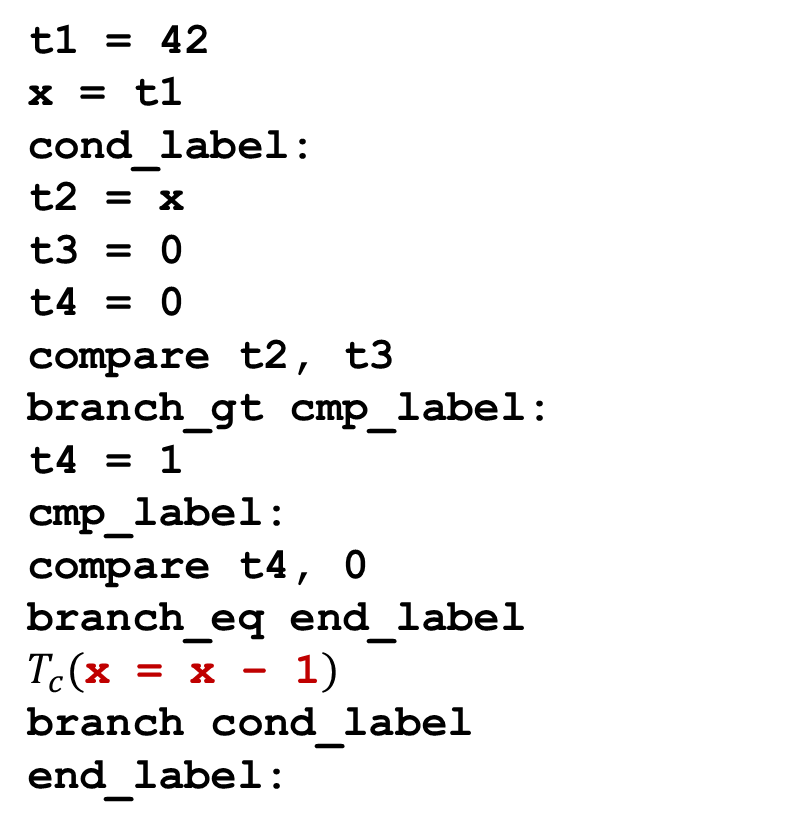 t1 = 42
x = t1
cond_label:
t2 = x
t3 = 0
t4 = 0
compare t2, t3
branch_gt cmp_label:
t4 = 1
cmp_label:
compare t4, 0
branch_eq end_label
Tc(x = x - 1)
branch cond_label
end_label: